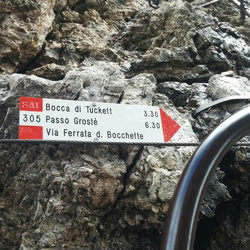 SAT Bocca di Tuckett 3.30
305 Passo Grostè 6.30
Via Ferrata d. Bocchette